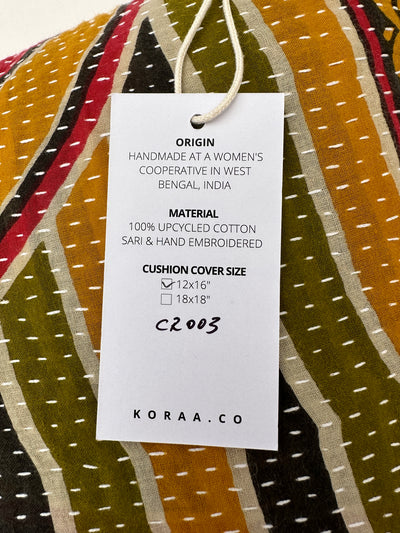 ORIGIN
HANDMADE AT A WOMEN'S
COOPERATIVE IN WEST
BENGAL, INDIA
MATERIAL
100% UPCYCLED COTTON
SARI & HAND EMBROIDERED
CUSHION COVER SIZE
12x16"
18x18"
C2003
KORAA.CO